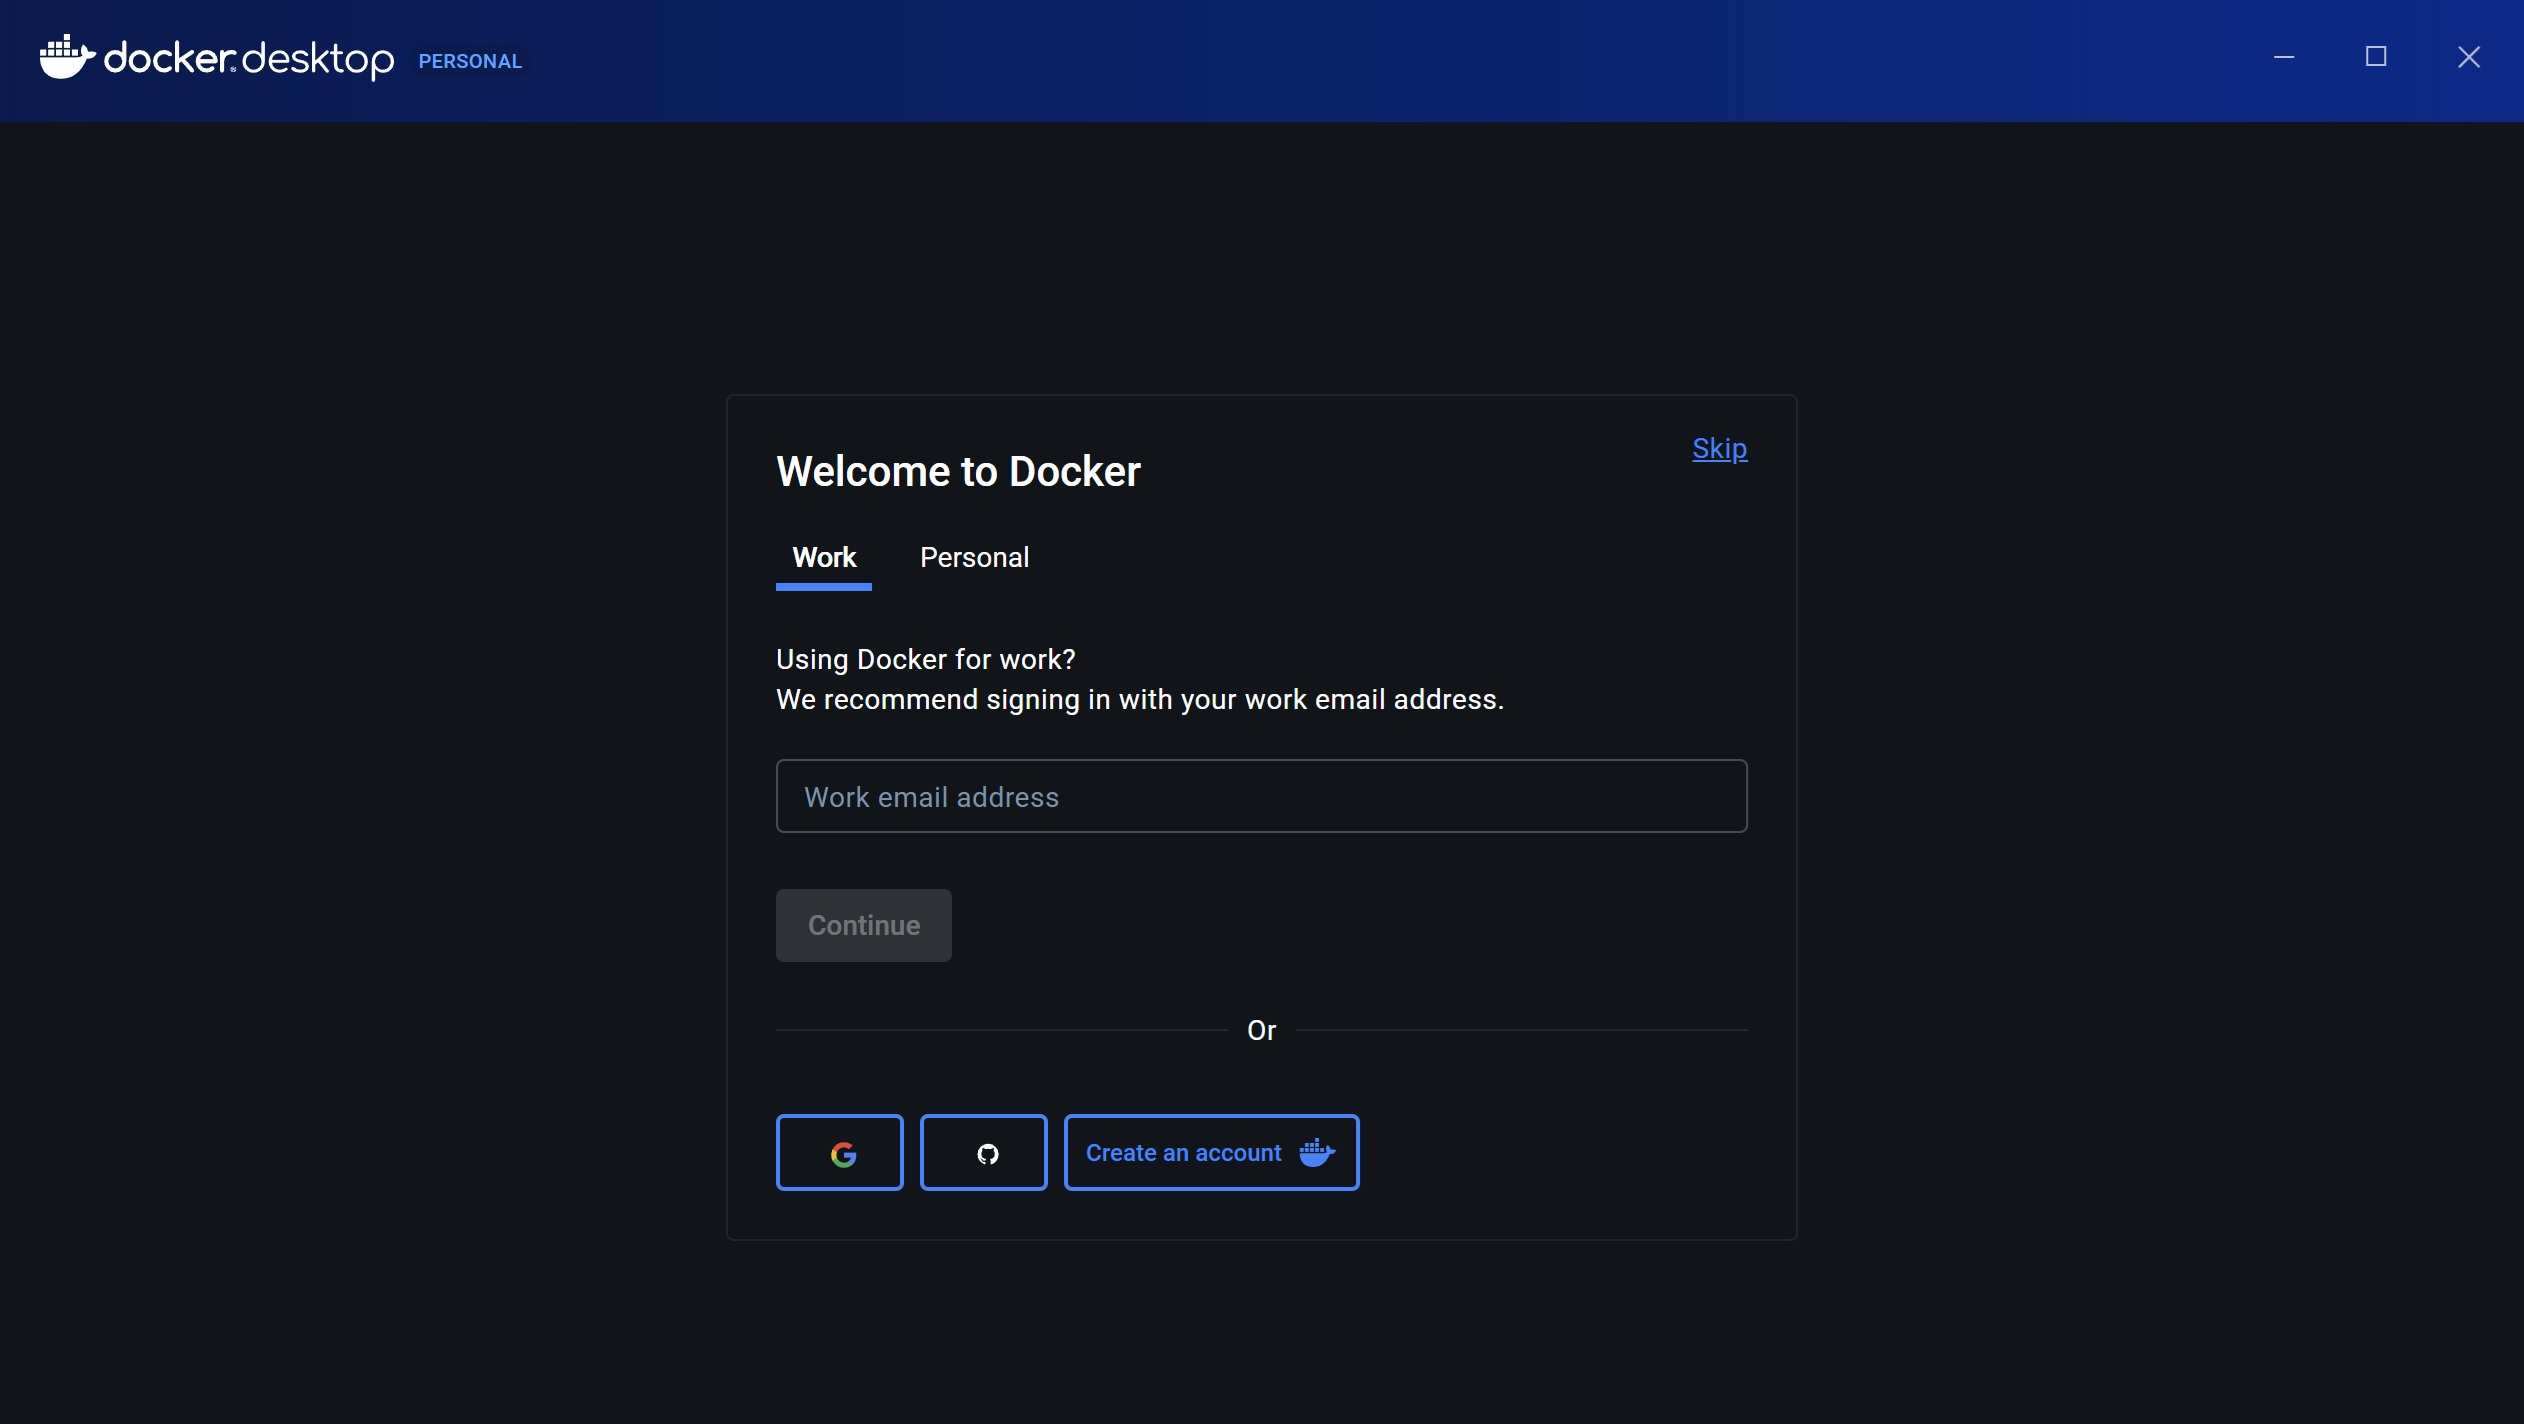 docker desktop PERSONAL
Skip
Welcome to Docker
Work Personal
Using Docker for work?
We recommend signing in with your work email address.
Work email address
Continue
Or
Create an account